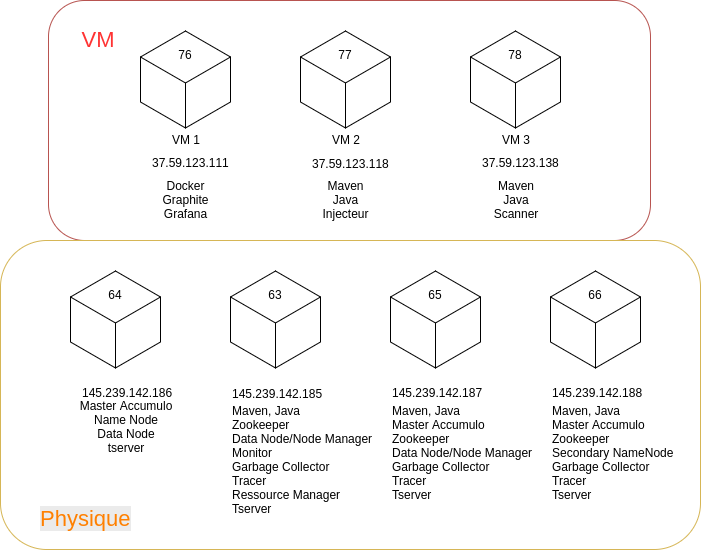 VM
76
VM 1
37.59.123.111
Docker
Graphite
Grafana
77
VM 2
37.59.123.118
Maven
Java
Injecteur
78
VM 3
37.59.123.138
Maven
Java
Scanner
64
145.239.142.186
Master Accumulo
Name Node
Data Node
tserver
63
145.239.142.185
Maven, Java
Zookeeper
Data Node/Node Manager
Monitor
Garbage Collector
Tracer
Ressource Manager
Tserver
65
145.239.142.187
Maven, Java
Master Accumulo
Zookeeper
Data Node/Node Manager
Garbage Collector
Tracer
Tserver
66
145.239.142.188
Maven, Java
Master Accumulo
Zookeeper
Secondary NameNode
Garbage Collector
Tracer
Tserver
Physique